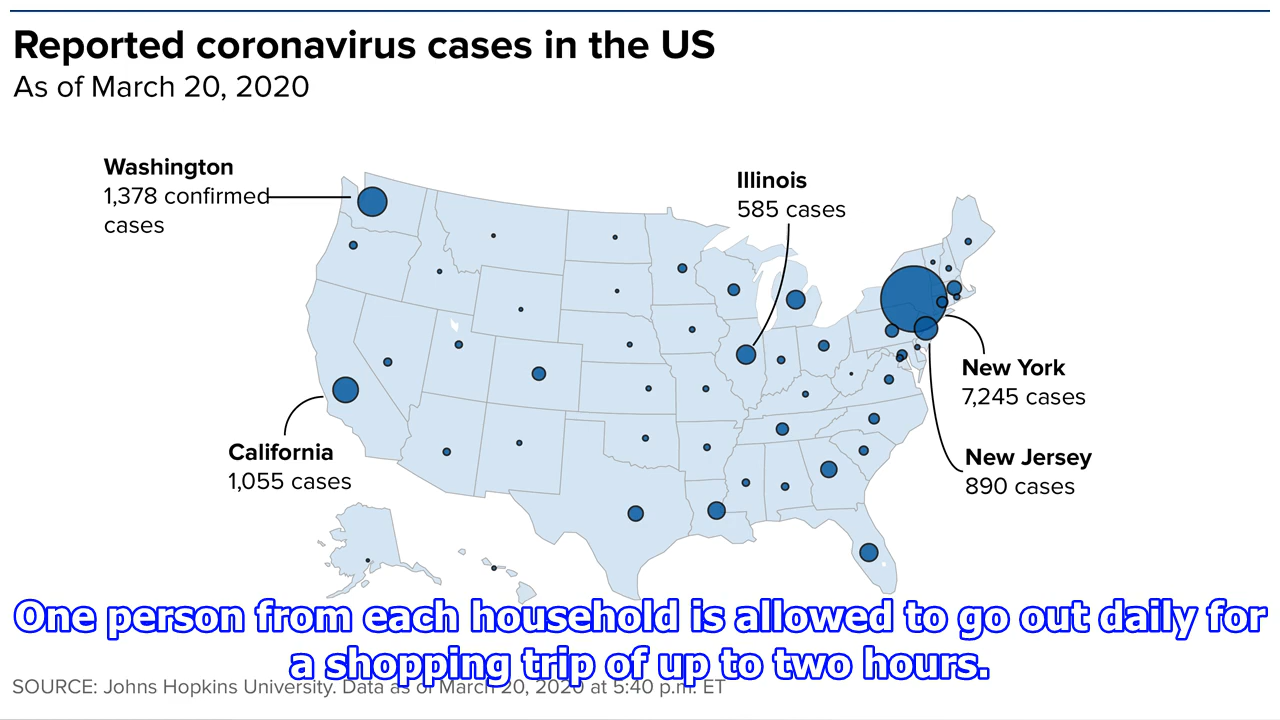 Reported coronavirus cases in the US
As of March 20, 2020
Washington
1,378 confirmed
cases
Illinois
585 cases
New York
7,245 cases
California
1,055 cases
New Jersey
890 cases
One person from each household is allowed to go out daily for
a shopping trip of up to two hours.
SOURCE: Johns Hopkins University. Data as of March 20, 2020 at 5:40 p.m. ET